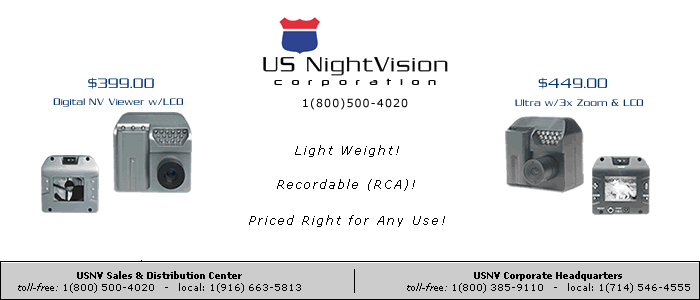 US NightVision
corporation
1(800)500-4020
$399.00
Digital NV Viewer w/LCD
$449.00
Ultra w/3x Zoom & LCD
Light Weight!
Recordable (RCA)!
Priced Right for Any Use!
USNV Sales & Distribution Center
toll-free: 1(800) 500-4020 - local: 1(916) 663-5813
USNV Corporate Headquarters
toll-free: 1(800) 385-9110 - local: 1(714) 546-4555